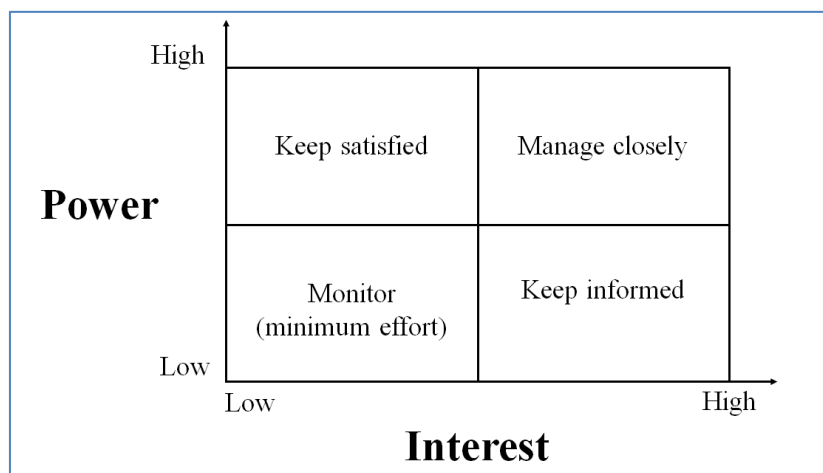 High
Keep satisfied
Manage closely
Power
Monitor
(minimum effort)
Keep informed
Low
Low
High
Interest